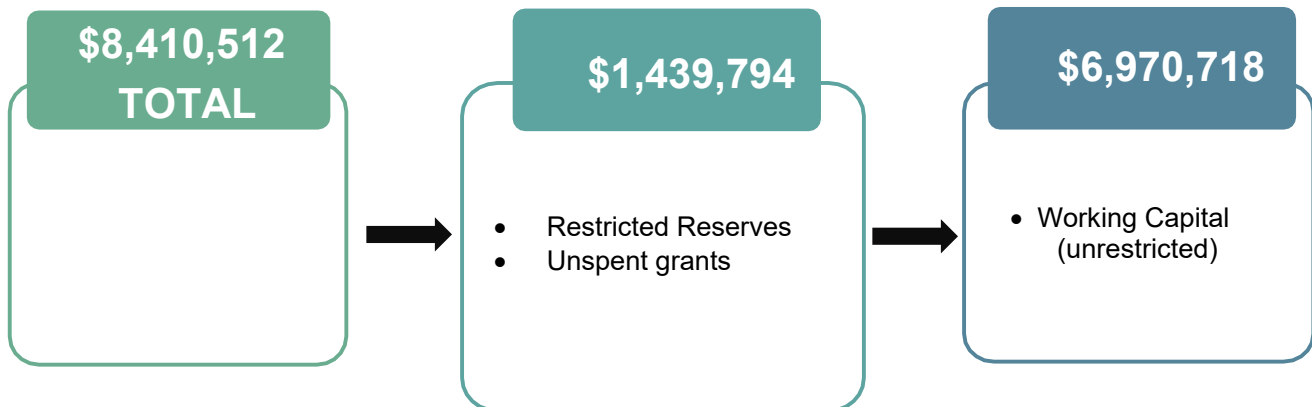 $8,410,512
TOTAL
$1,439,794
• Restricted Reserves
• Unspent grants
$6,970,718
• Working Capital
(unrestricted)